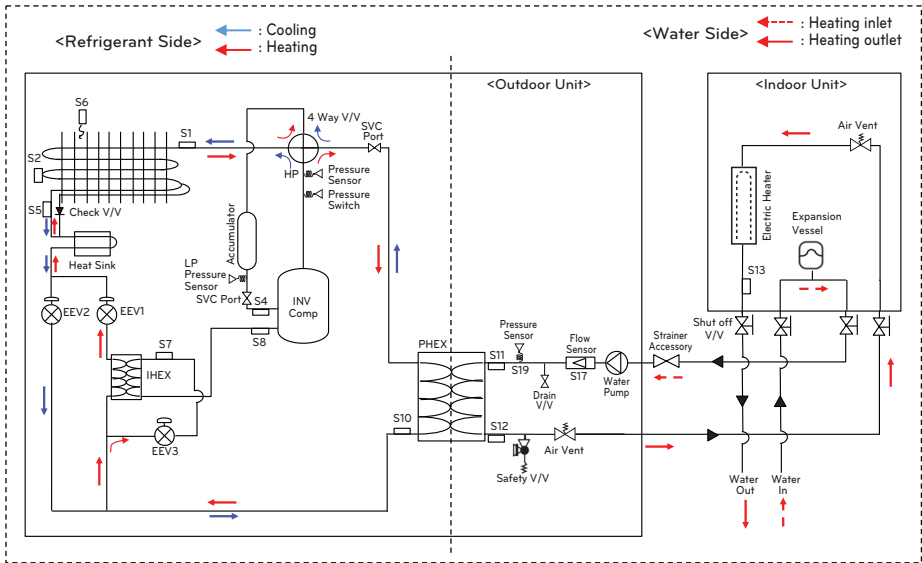 <Refrigerant Side>
: Cooling
: Heating
<Water Side>
: Heating inlet
: Heating outlet
<Outdoor Unit>
<Indoor Unit>
S6
S1
4 Way V/V
SVC
Port
Air Vent
S2
HP
Pressure
Sensor
Pressure
Switch
S5
Check V/V
Heat Sink
Accumulator
Electric Heater
Expansion
Vessel
LP
Pressure
Sensor
SVC Port
S4
INV
Comp
S13
EEV2
EEV1
S8
Shut off
V/V
S7
IHEX
PHEX
S11
Pressure
Sensor
S19
Flow
Sensor
S17
Strainer
Accessory
Water
Pump
Drain
V/V
EEV3
S10
S12
Air Vent
Safety V/V
Water
Out
Water
In